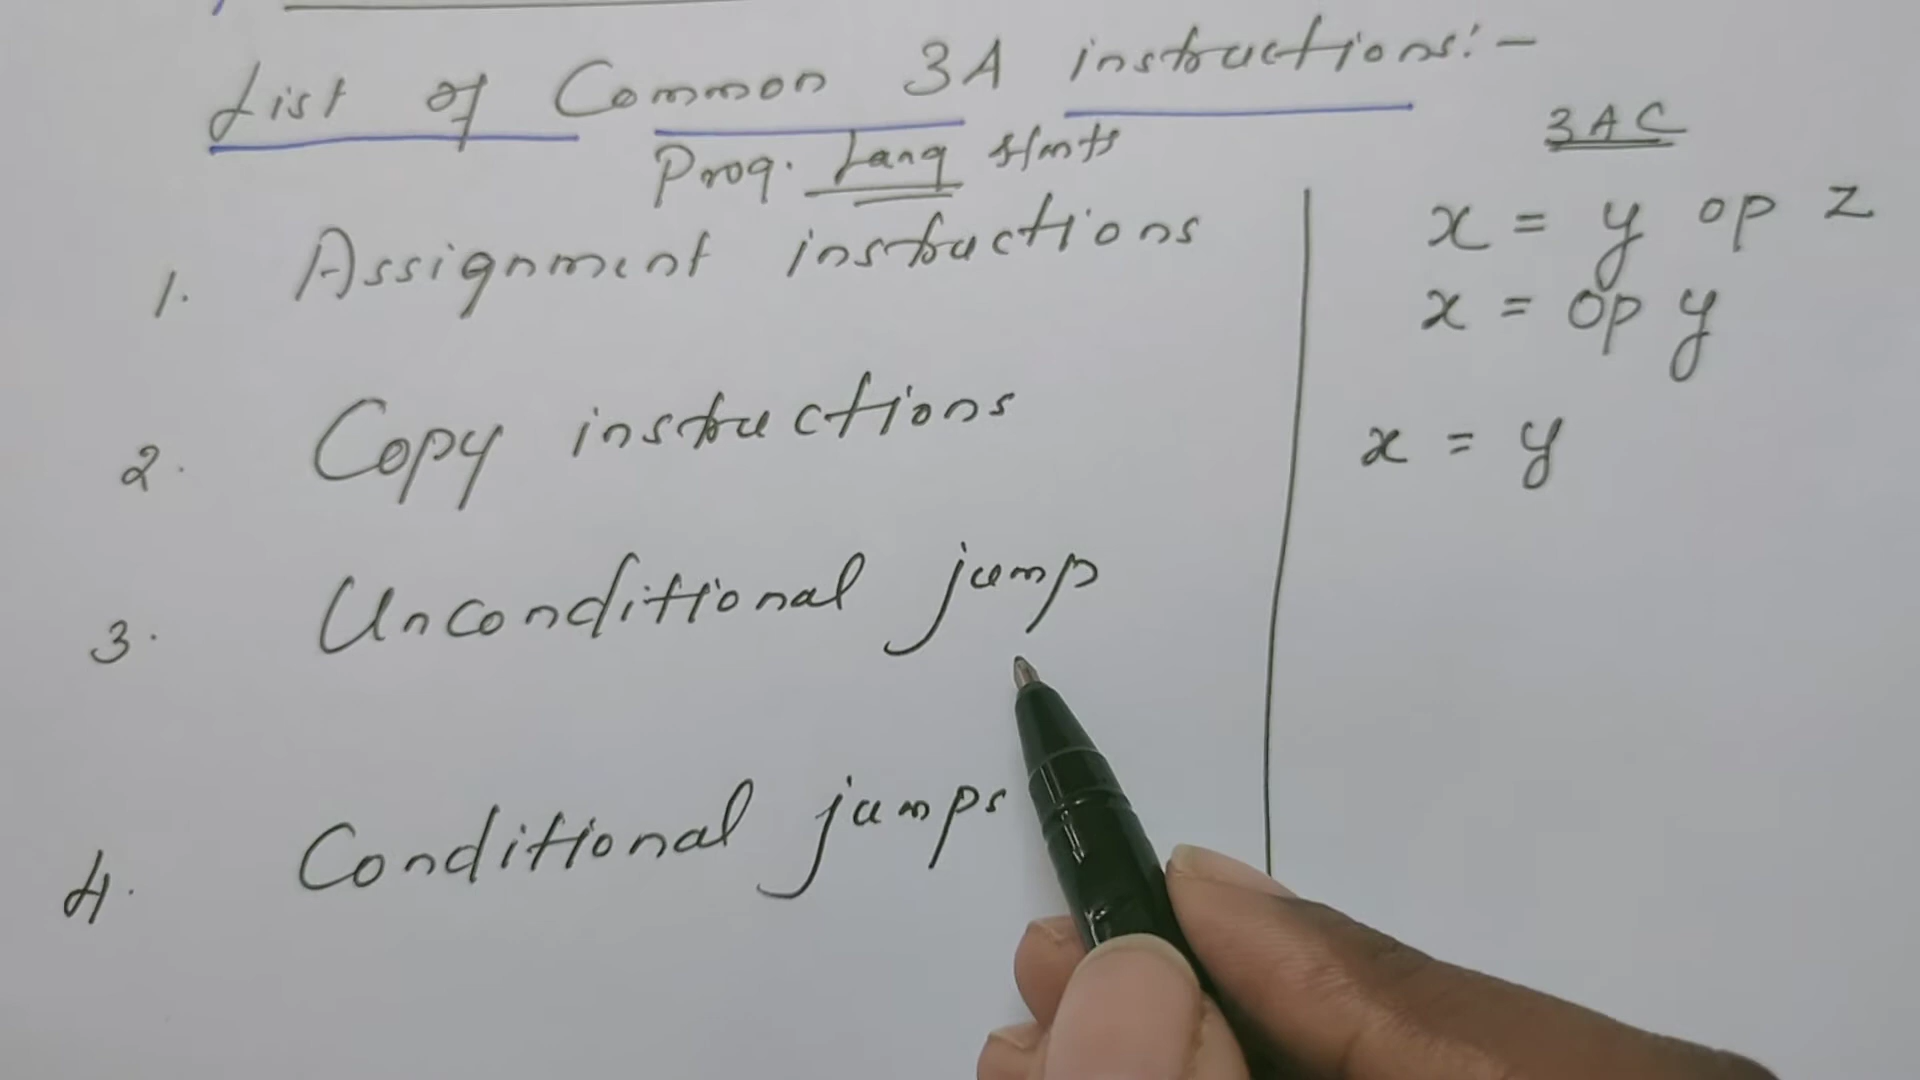 List of Common 3A instructions:-
Prog. Lang stmts
3AC
1. Assignment instructions
x = y op z
x = op y
2. Copy instructions
x = y
3. Unconditional jump
4. Conditional jumps